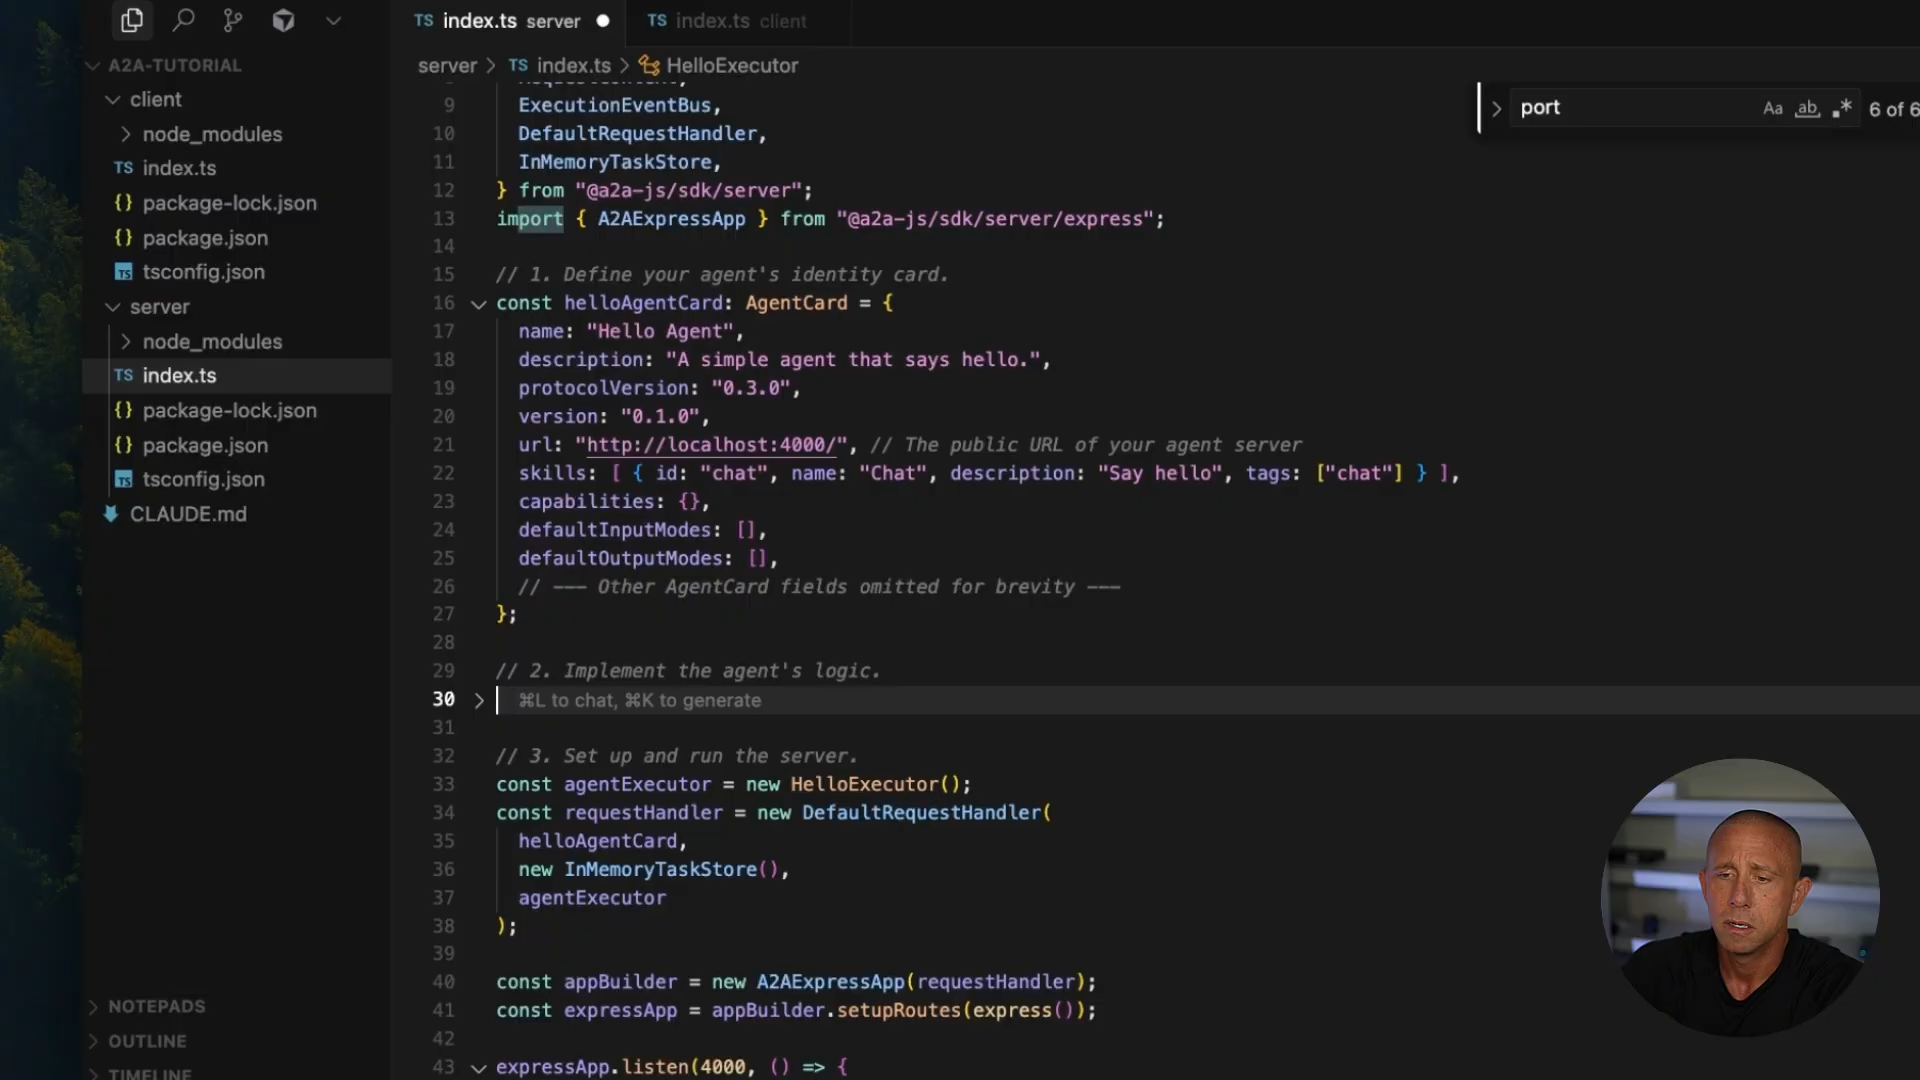 TS index.ts server
TS index.ts client
A2A-TUTORIAL
client
node_modules
TS index.ts
{} package-lock.json
{} package.json
TS tsconfig.json
server
node_modules
TS index.ts
{} package-lock.json
{} package.json
TS tsconfig.json
CLAUDE.md
NOTEPADS
OUTLINE
TIMELINE
server > TS index.ts > HelloExecutor
port
Aa ab .* 6 of 6
9 ExecutionEventBus,
10 DefaultRequestHandler,
11 InMemoryTaskStore,
12 } from "@a2a-js/sdk/server";
13 import { A2AExpressApp } from "@a2a-js/sdk/server/express";
14
15 // 1. Define your agent's identity card.
16 const helloAgentCard: AgentCard = {
17 name: "Hello Agent",
18 description: "A simple agent that says hello.",
19 protocolVersion: "0.3.0",
20 version: "0.1.0",
21 url: "http://localhost:4000/", // The public URL of your agent server
22 skills: [ { id: "chat", name: "Chat", description: "Say hello", tags: ["chat"] } ],
23 capabilities: {},
24 defaultInputModes: [],
25 defaultOutputModes: [],
26 // --- Other AgentCard fields omitted for brevity ---
27 };
28
29 // 2. Implement the agent's logic.
30 ⌘L to chat, ⌘K to generate
31
32 // 3. Set up and run the server.
33 const agentExecutor = new HelloExecutor();
34 const requestHandler = new DefaultRequestHandler(
35 helloAgentCard,
36 new InMemoryTaskStore(),
37 agentExecutor
38 );
39
40 const appBuilder = new A2AExpressApp(requestHandler);
41 const expressApp = appBuilder.setupRoutes(express());
42
43 expressApp.listen(4000, () => {